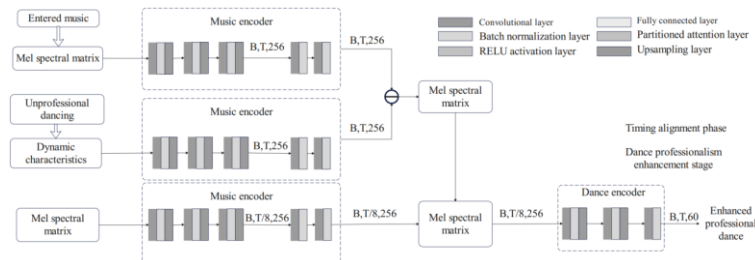 Entered music
Mel spectral matrix
Music encoder
B,T,256
B,T,256
Convolutional layer
Batch normalization layer
RELU activation layer
Fully connected layer
Partitioned attention layer
Upsampling layer
Unprofessional
dancing
Dynamic
characteristics
Music encoder
B,T,256
B,T,256
Mel spectral
matrix
Timing alignment phase
Dance professionalism
enhancement stage
Mel spectral
matrix
Music encoder
B,T/8,256
B,T/8,256
Mel spectral
matrix
B,T/8,256
Dance encoder
B,T,60
Enhanced
professional
dance